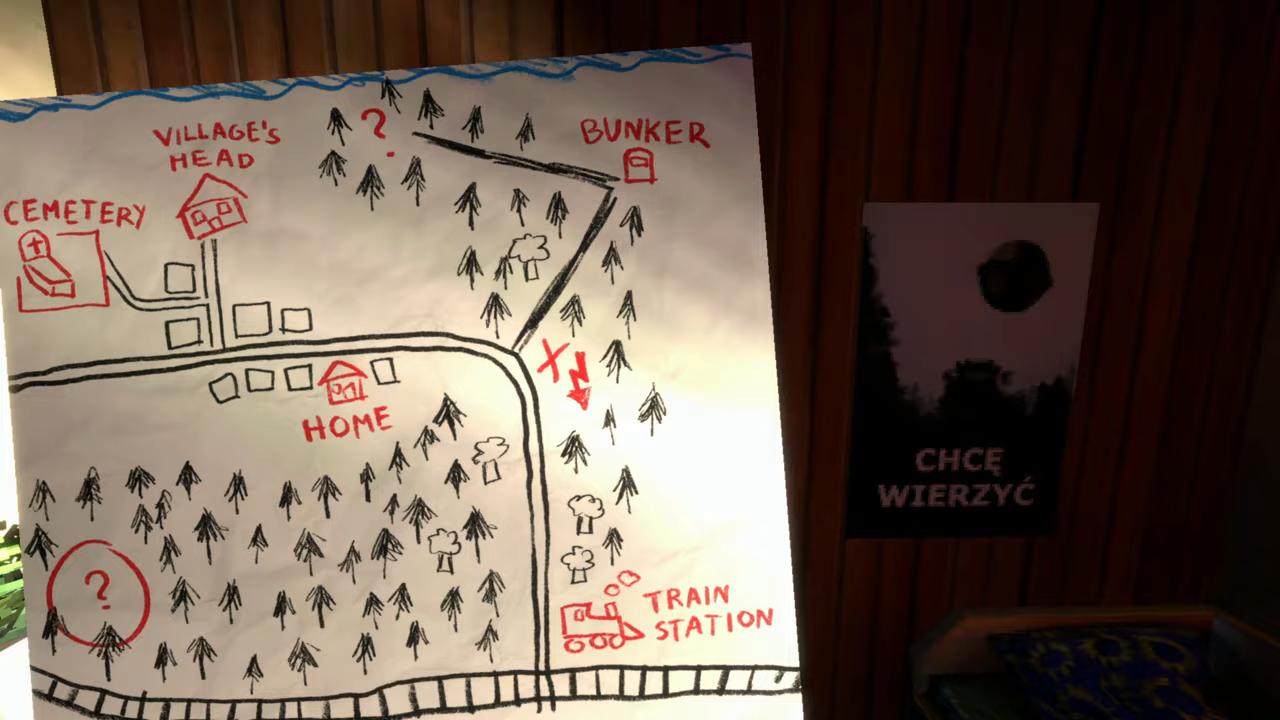 VILLAGE'S
HEAD
?
BUNKER
CEMETERY
X
HOME
?
TRAIN
STATION
CHCĘ
WIERZYĆ